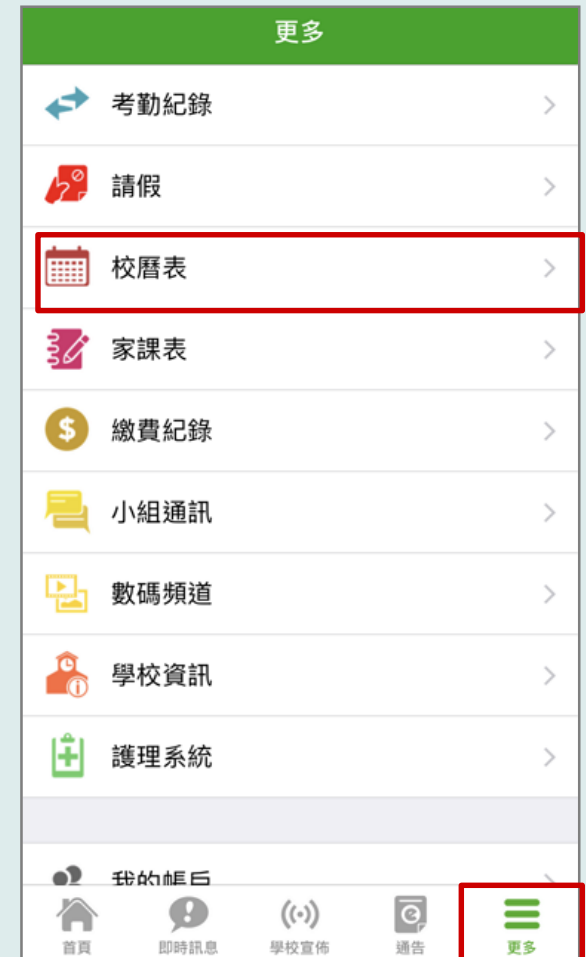 更多
考勤紀錄
請假
校曆表
家課表
繳費紀錄
小組通訊
數碼頻道
學校資訊
護理系統
我的帳戶
首頁
即時訊息
學校宣佈
通告
更多